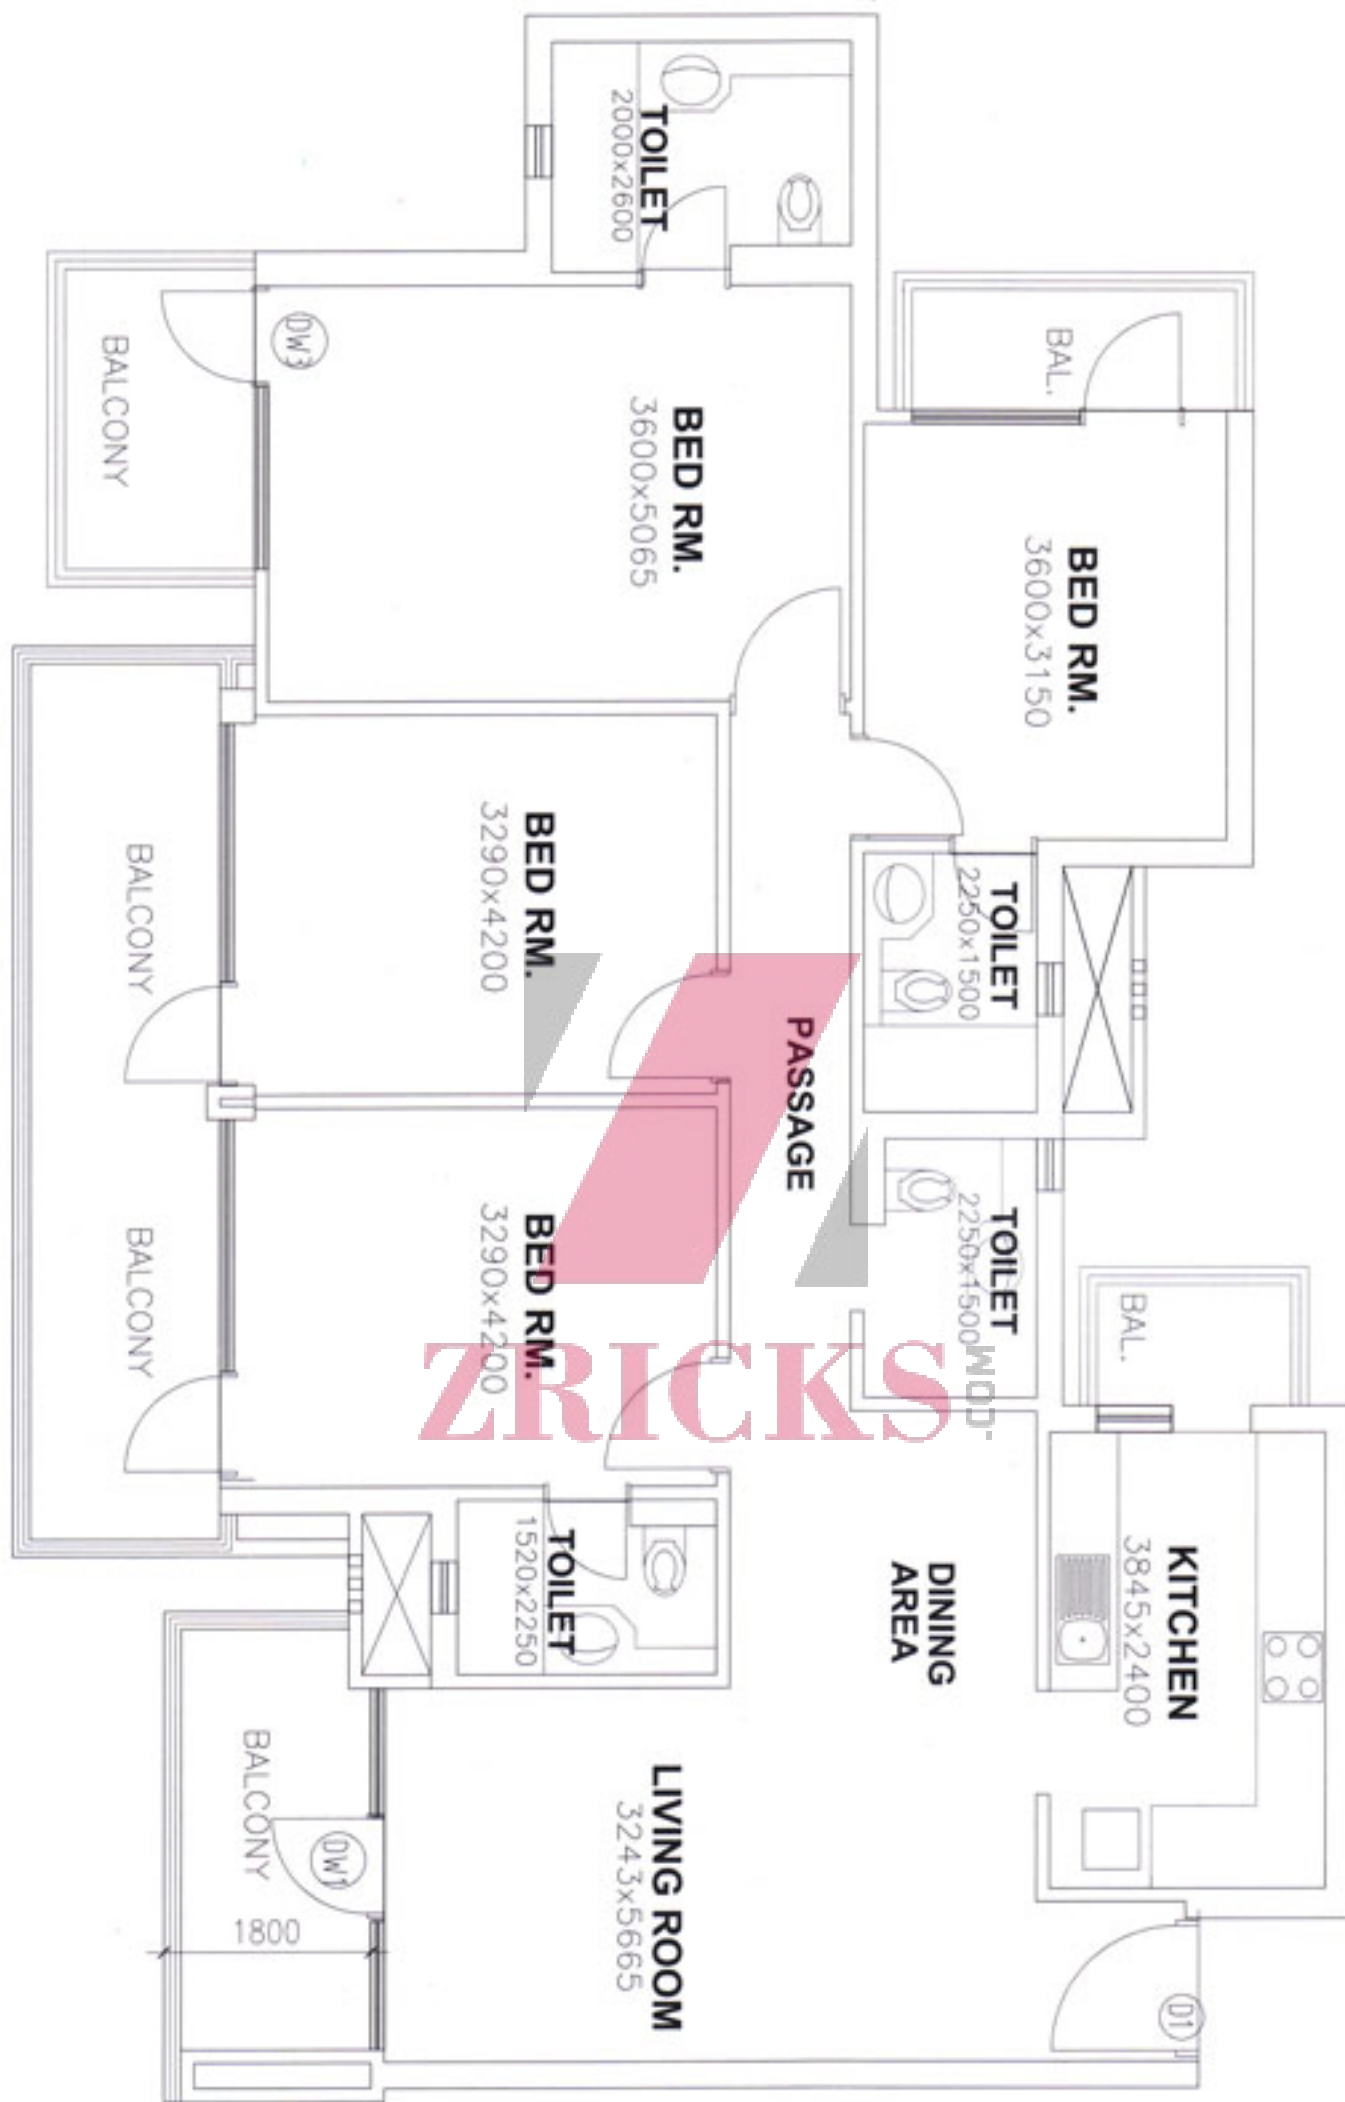 TOILET
2000x2600
BALCONY
DW3
BED RM.
3600x5065
BAL.
BED RM.
3600x3150
BALCONY
BED RM.
3290x4200
TOILET
2250x1500
PASSAGE
BALCONY
BED RM.
3290x4200
TOILET
2250x1500
BAL.
ZRICKS
.COM
TOILET
1520x2250
DINING
AREA
KITCHEN
3845x2400
BALCONY
DW1
1800
LIVING ROOM
3243x5665
D1